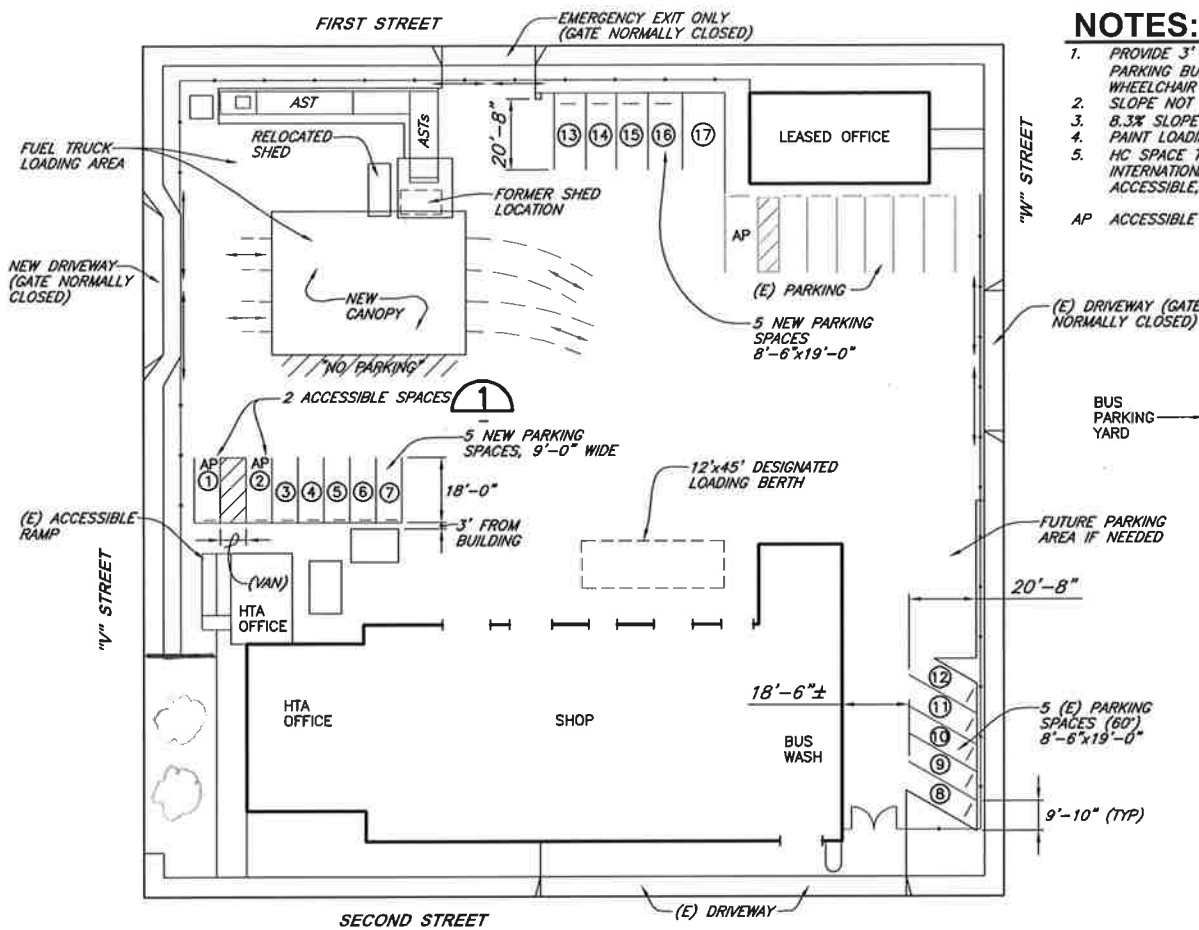 FIRST STREET
EMERGENCY EXIT ONLY
(GATE NORMALLY CLOSED)
NOTES:
1. PROVIDE 3'
PARKING BU
WHEELCHAIR
2. SLOPE NOT
3. 8.3% SLOPE
4. PAINT LOADI
5. HC SPACE T
INTERNATION
ACCESSIBLE,
AP ACCESSIBLE
AST
ASTs
RELOCATED
SHED
FUEL TRUCK
LOADING AREA
20'-8"
13
14
15
16
17
LEASED OFFICE
"W" STREET
FORMER SHED
LOCATION
AP
NEW DRIVEWAY
(GATE NORMALLY
CLOSED)
NEW
CANOPY
(E) PARKING
5 NEW PARKING
SPACES
8'-6"x19'-0"
(E) DRIVEWAY (GATE
NORMALLY CLOSED)
"NO PARKING"
2 ACCESSIBLE SPACES
1
BUS
PARKING
YARD
5 NEW PARKING
SPACES, 9'-0" WIDE
AP
1
AP
2
3
4
5
6
7
18'-0"
12'x45' DESIGNATED
LOADING BERTH
(E) ACCESSIBLE
RAMP
3' FROM
BUILDING
FUTURE PARKING
AREA IF NEEDED
"V" STREET
(VAN)
HTA
OFFICE
20'-8"
HTA
OFFICE
SHOP
18'-6"±
BUS
WASH
12
11
10
9
8
5 (E) PARKING
SPACES (60°)
8'-6"x19'-0"
9'-10" (TYP)
SECOND STREET
(E) DRIVEWAY